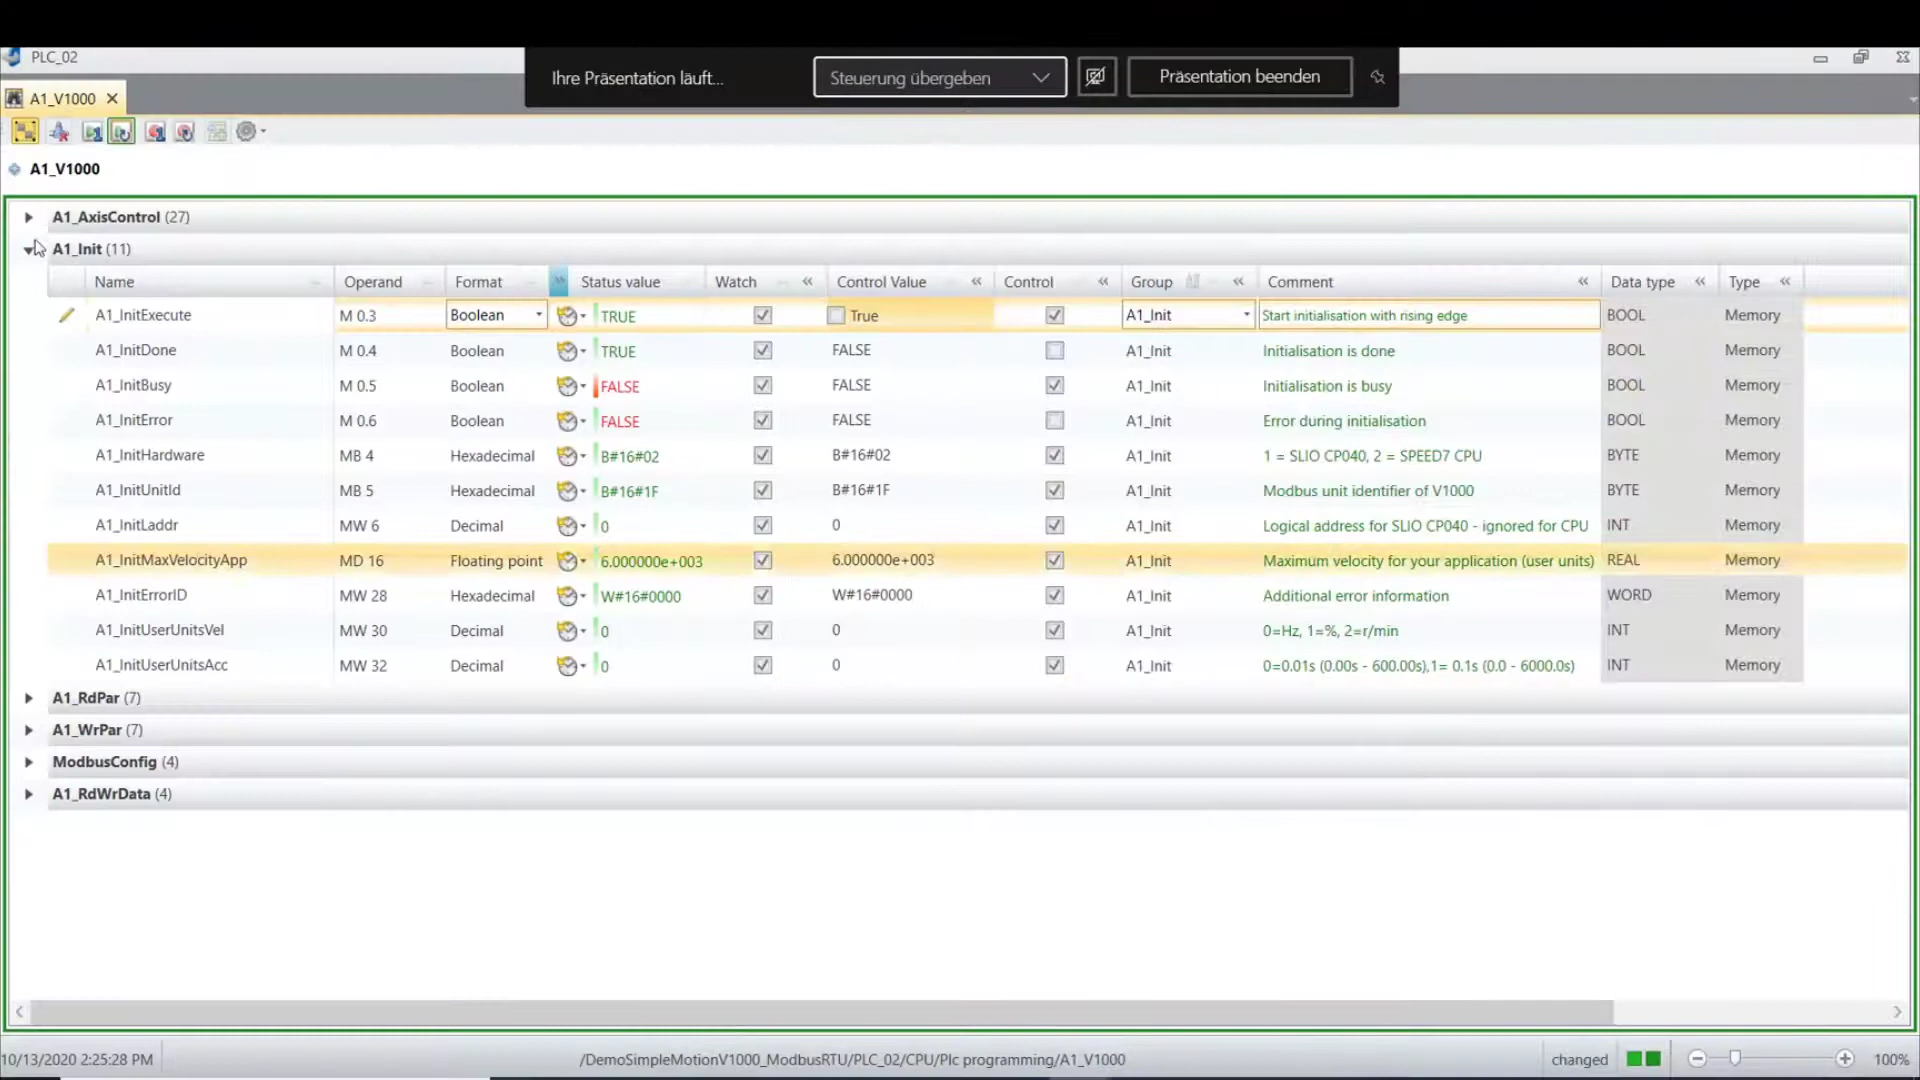 PLC_02
Ihre Präsentation läuft...
Steuerung übergeben
Präsentation beenden
A1_V1000
A1_V1000
A1_AxisControl (27)
A1_Init (11)
Name Operand Format Status value Watch Control Value Control Group Comment Data type Type
A1_InitExecute M 0.3 Boolean TRUE True A1_Init Start initialisation with rising edge BOOL Memory
A1_InitDone M 0.4 Boolean TRUE FALSE A1_Init Initialisation is done BOOL Memory
A1_InitBusy M 0.5 Boolean FALSE FALSE A1_Init Initialisation is busy BOOL Memory
A1_InitError M 0.6 Boolean FALSE FALSE A1_Init Error during initialisation BOOL Memory
A1_InitHardware MB 4 Hexadecimal B#16#02 B#16#02 A1_Init 1 = SLIO CP040, 2 = SPEED7 CPU BYTE Memory
A1_InitUnitId MB 5 Hexadecimal B#16#1F B#16#1F A1_Init Modbus unit identifier of V1000 BYTE Memory
A1_InitLaddr MW 6 Decimal 0 0 A1_Init Logical address for SLIO CP040 - ignored for CPU INT Memory
A1_InitMaxVelocityApp MD 16 Floating point 6.000000e+003 6.000000e+003 A1_Init Maximum velocity for your application (user units) REAL Memory
A1_InitErrorID MW 28 Hexadecimal W#16#0000 W#16#0000 A1_Init Additional error information WORD Memory
A1_InitUserUnitsVel MW 30 Decimal 0 0 A1_Init 0=Hz, 1=%, 2=r/min INT Memory
A1_InitUserUnitsAcc MW 32 Decimal 0 0 A1_Init 0=0.01s (0.00s - 600.00s),1= 0.1s (0.0 - 6000.0s) INT Memory
A1_RdPar (7)
A1_WrPar (7)
ModbusConfig (4)
A1_RdWrData (4)
10/13/2020 2:25:28 PM /DemoSimpleMotionV1000_ModbusRTU/PLC_02/CPU/Plc programming/A1_V1000 changed 100%